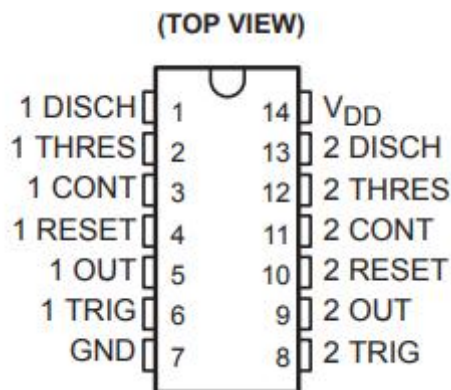 (TOP VIEW)
1 DISCH 1 14 VDD
1 THRES 2 13 2 DISCH
1 CONT 3 12 2 THRES
1 RESET 4 11 2 CONT
1 OUT 5 10 2 RESET
1 TRIG 6 9 2 OUT
GND 7 8 2 TRIG